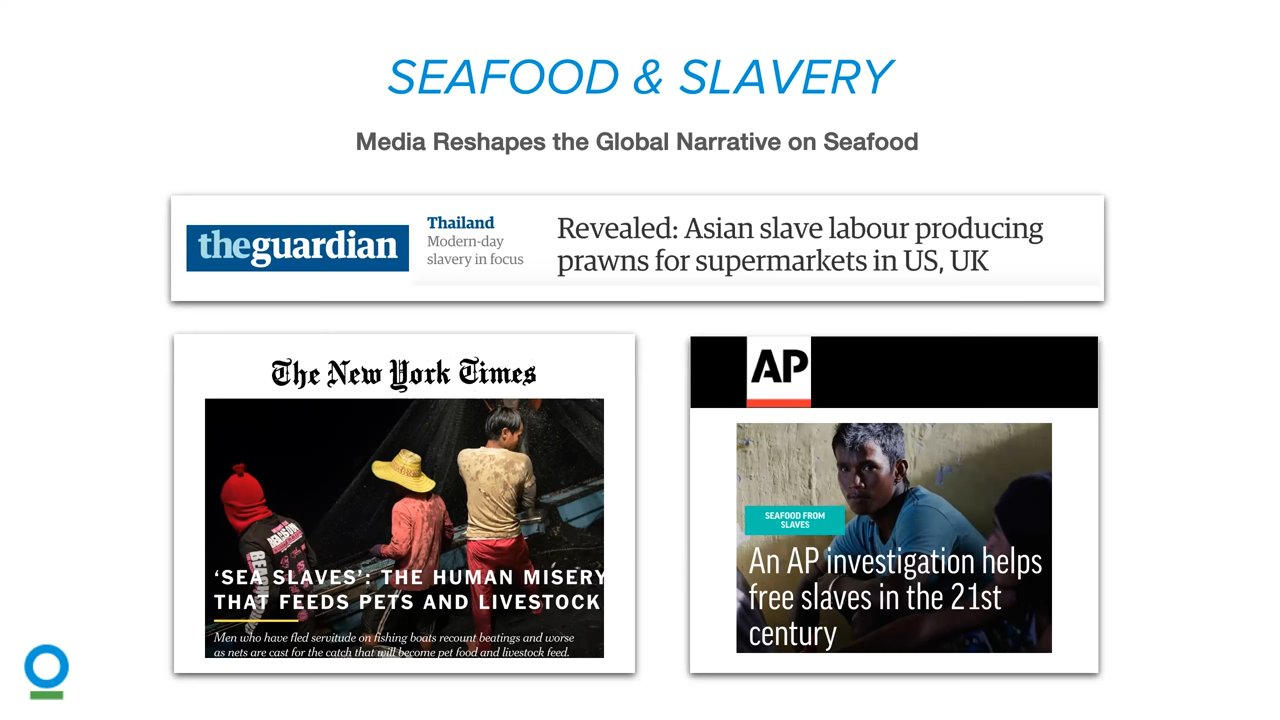 SEAFOOD & SLAVERY
Media Reshapes the Global Narrative on Seafood
theguardian
Thailand
Modern-day
slavery in focus
Revealed: Asian slave labour producing
prawns for supermarkets in US, UK
The New York Times
‘SEA SLAVES’: THE HUMAN MISERY
THAT FEEDS PETS AND LIVESTOCK
Men who have fled servitude on fishing boats recount beatings and worse
as nets are cast for the catch that will become pet food and livestock feed.
AP
SEAFOOD FROM
SLAVES
An AP investigation helps
free slaves in the 21st
century